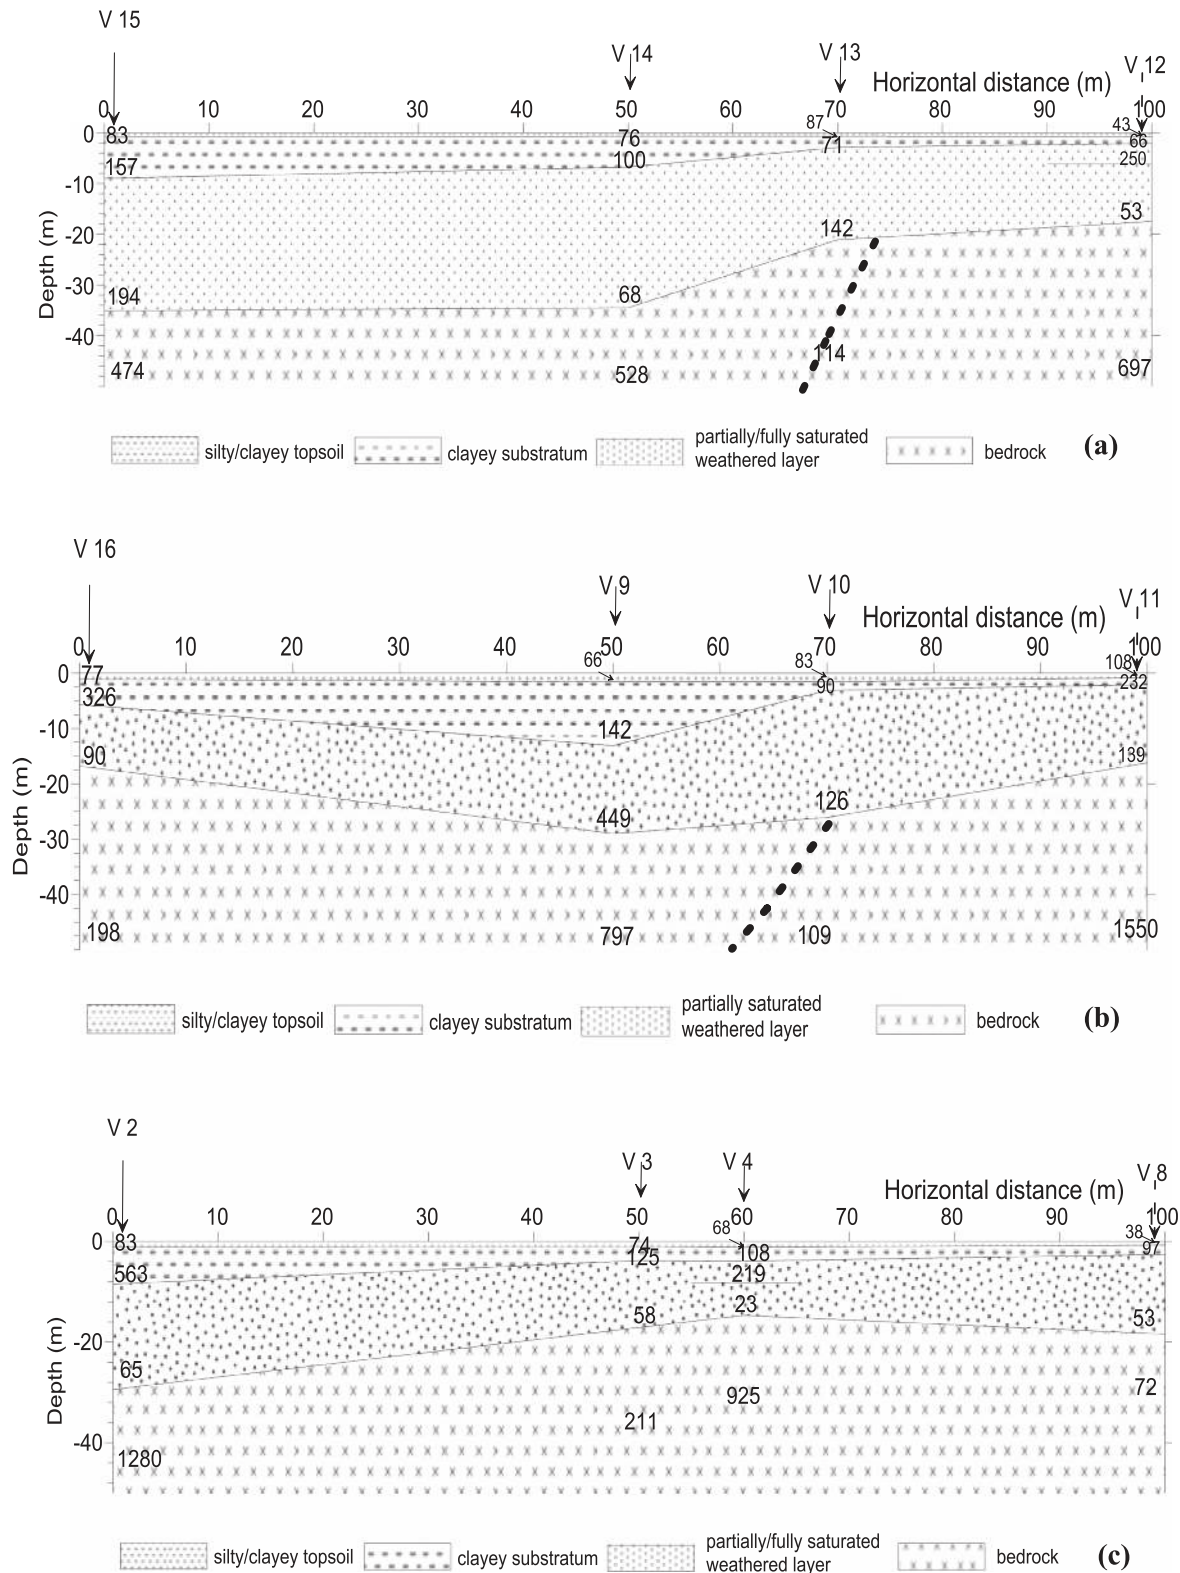 V 15
V 14
V 13
V 12
Horizontal distance (m)
0 10 20 30 40 50 60 70 80 90 100
0
-10
-20
-30
-40
Depth (m)
83
157
194
474
76
100
68
528
87
71
142
114
43
66
250
53
697
silty/clayey topsoil
clayey substratum
partially/fully saturated
weathered layer
bedrock
(a)
V 16
V 9
V 10
V 11
Horizontal distance (m)
0 10 20 30 40 50 60 70 80 90 100
0
-10
-20
-30
-40
Depth (m)
77
326
90
198
66
142
449
797
83
90
126
109
108
232
139
1550
silty/clayey topsoil
clayey substratum
partially saturated
weathered layer
bedrock
(b)
V 2
V 3
V 4
V 8
Horizontal distance (m)
0 10 20 30 40 50 60 70 80 90 100
0
-20
-40
Depth (m)
83
563
65
1280
74
125
58
211
68
108
219
23
925
38
97
53
72
silty/clayey topsoil
clayey substratum
partially/fully saturated
weathered layer
bedrock
(c)